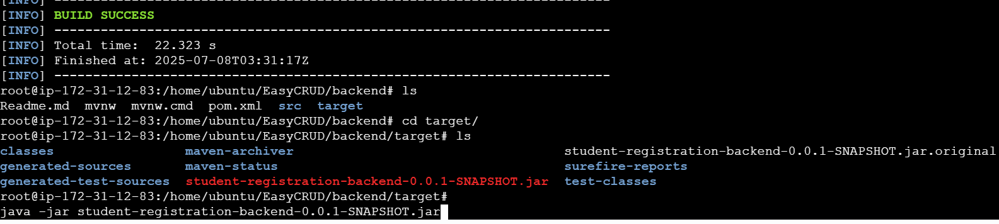 [INFO] ------------------------------------------------------------------------
[INFO] BUILD SUCCESS
[INFO] ------------------------------------------------------------------------
[INFO] Total time:  22.323 s
[INFO] Finished at: 2025-07-08T03:31:17Z
[INFO] ------------------------------------------------------------------------
root@ip-172-31-12-83:/home/ubuntu/EasyCRUD/backend# ls
Readme.md  mvnw  mvnw.cmd  pom.xml  src  target
root@ip-172-31-12-83:/home/ubuntu/EasyCRUD/backend# cd target/
root@ip-172-31-12-83:/home/ubuntu/EasyCRUD/backend/target# ls
classes                 maven-archiver                                   student-registration-backend-0.0.1-SNAPSHOT.jar.original
generated-sources       maven-status                                     surefire-reports
generated-test-sources  student-registration-backend-0.0.1-SNAPSHOT.jar  test-classes
root@ip-172-31-12-83:/home/ubuntu/EasyCRUD/backend/target#
java -jar student-registration-backend-0.0.1-SNAPSHOT.jar